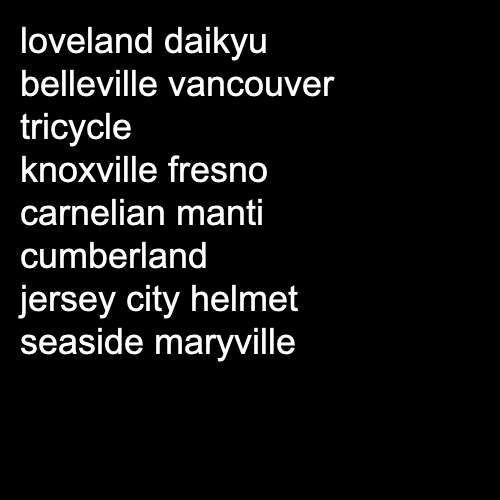 loveland daikyu
belleville vancouver
tricycle
knoxville fresno
carnelian manti
cumberland
jersey city helmet
seaside maryville